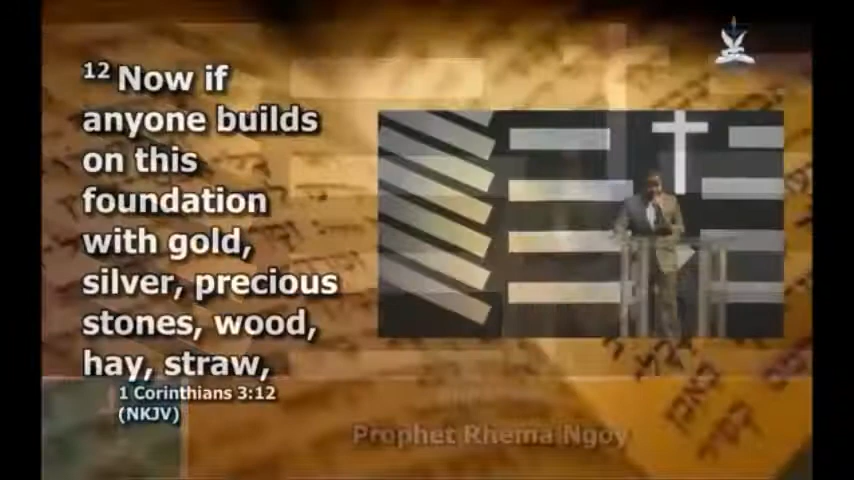 12 Now if
anyone builds
on this
foundation
with gold,
silver, precious
stones, wood,
hay, straw,
1 Corinthians 3:12
(NKJV)
Prophet Rhema Ngoy